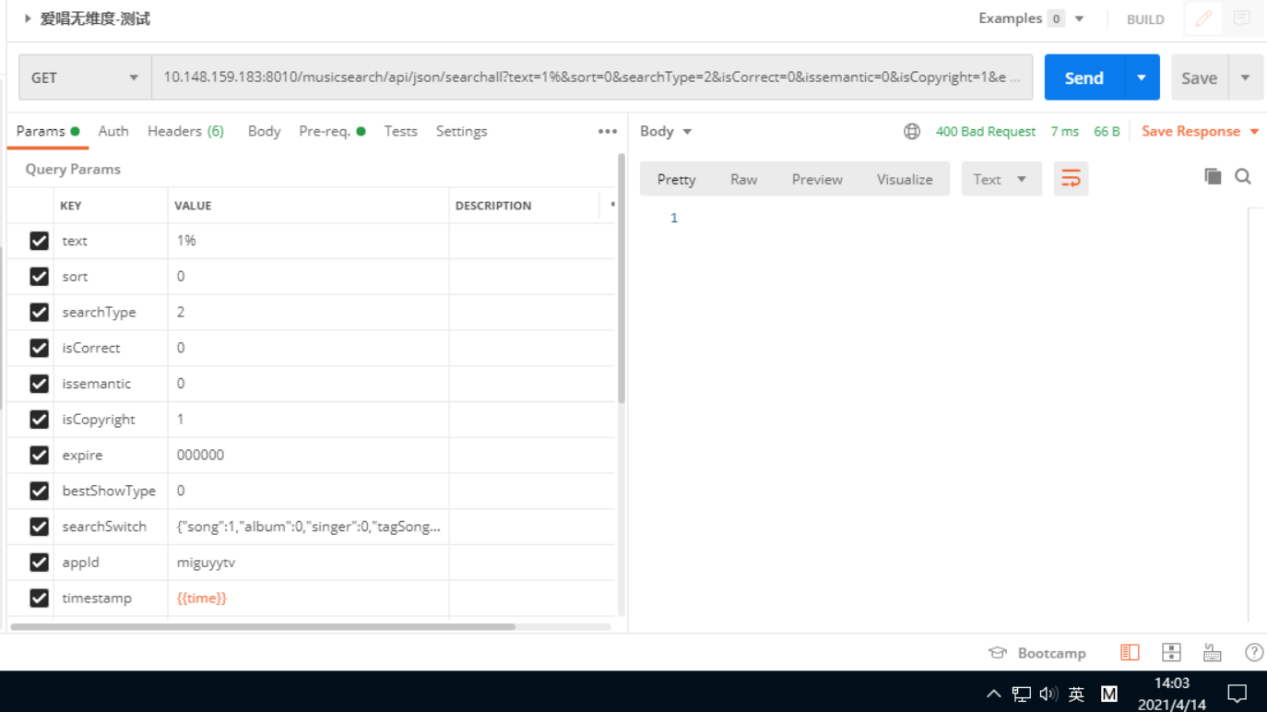 爱唱无维度-测试
Examples 0 BUILD
GET 10.148.159.183:8010/musicsearch/api/json/searchall?text=1%&sort=0&searchType=2&isCorrect=0&issemantic=0&isCopyright=1&e ... Send Save
Params Auth Headers (6) Body Pre-req. Tests Settings
Body 400 Bad Request 7 ms 66 B Save Response
Query Params
Pretty Raw Preview Visualize Text
KEY VALUE DESCRIPTION
1
text 1%
sort 0
searchType 2
isCorrect 0
issemantic 0
isCopyright 1
expire 000000
bestShowType 0
searchSwitch {"song":1,"album":0,"singer":0,"tagSong...
appId miguyytv
timestamp {{time}}
Bootcamp
英 M 14:03
2021/4/14